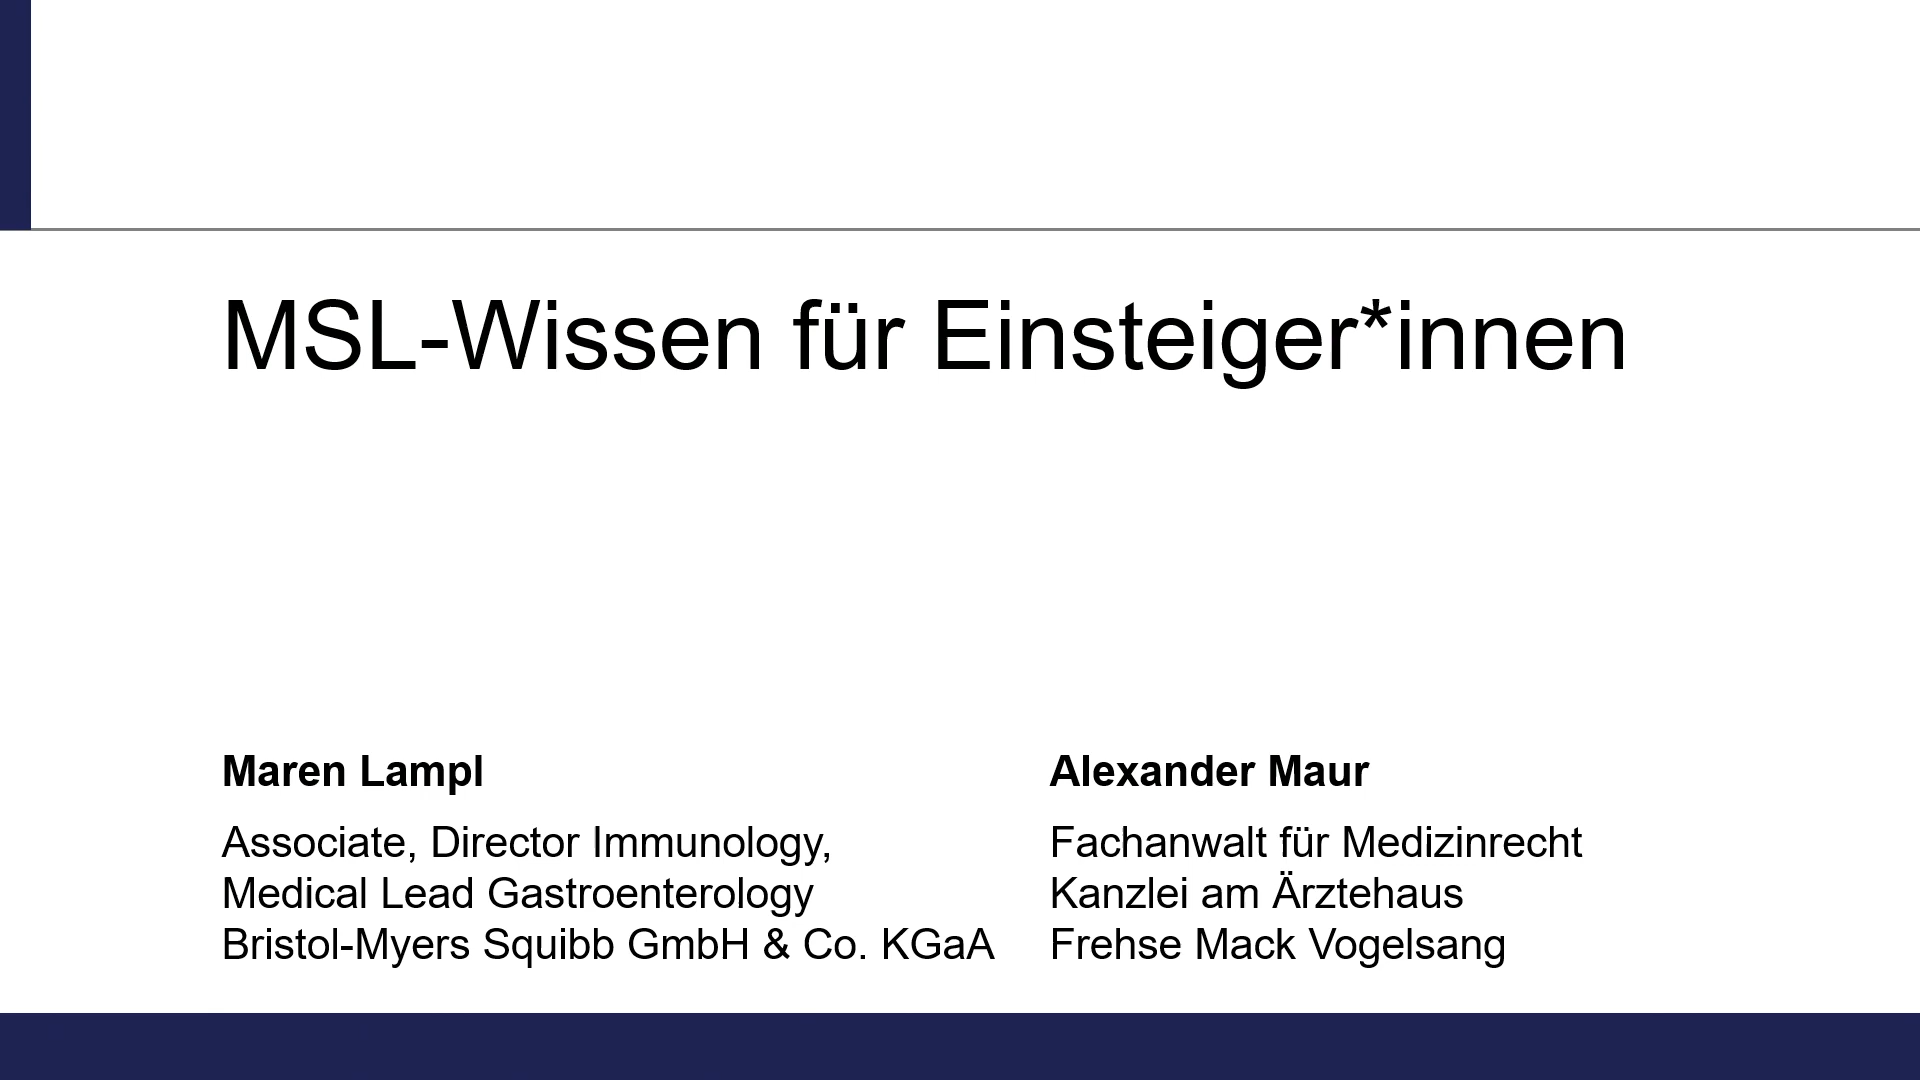 MSL-Wissen für Einsteiger*innen
Maren Lampl
Associate, Director Immunology,
Medical Lead Gastroenterology
Bristol-Myers Squibb GmbH & Co. KGaA
Alexander Maur
Fachanwalt für Medizinrecht
Kanzlei am Ärztehaus
Frehse Mack Vogelsang